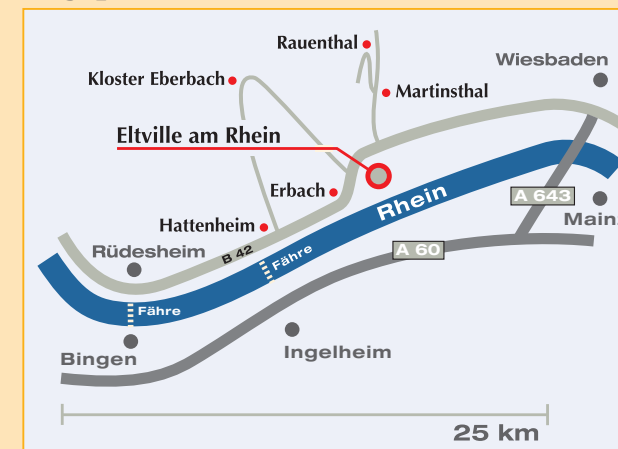 Rauenthal
Wiesbaden
Kloster Eberbach
Martinsthal
Eltville am Rhein
Erbach
Rhein
A 643
Hattenheim
Main
Rüdesheim
B 42
Fähre
A 60
Fähre
Bingen
Ingelheim
25 km